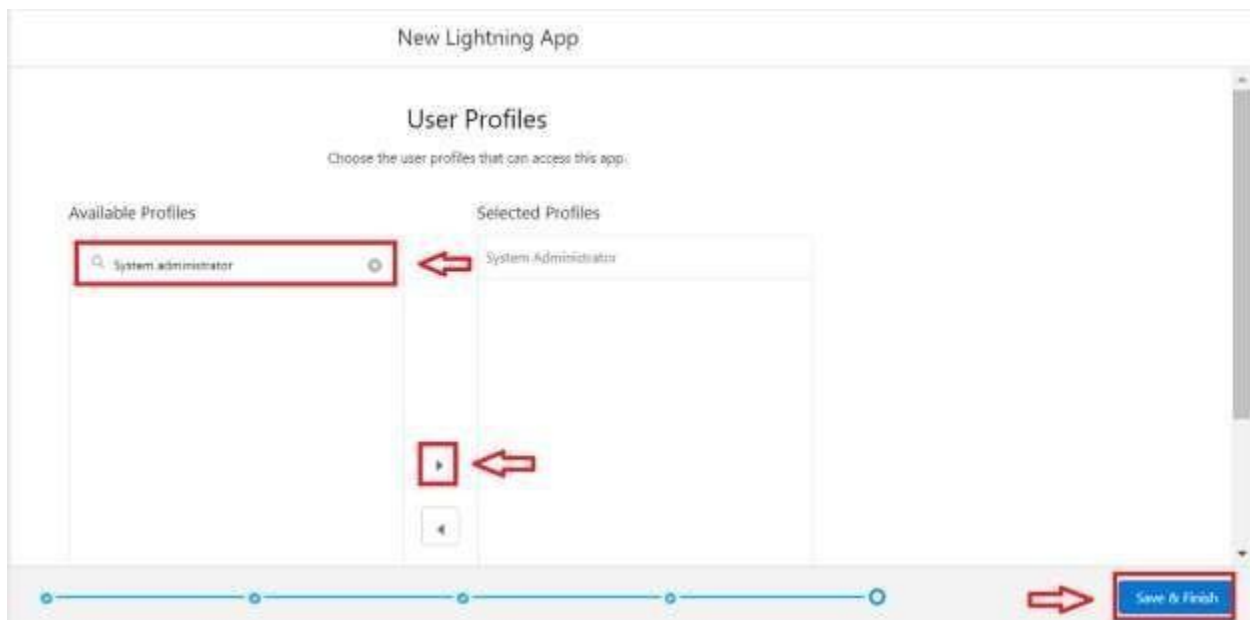 New Lightning App
User Profiles
Choose the user profiles that can access this app.
Available Profiles
Selected Profiles
System administrator
System Administrator
Save & Finish